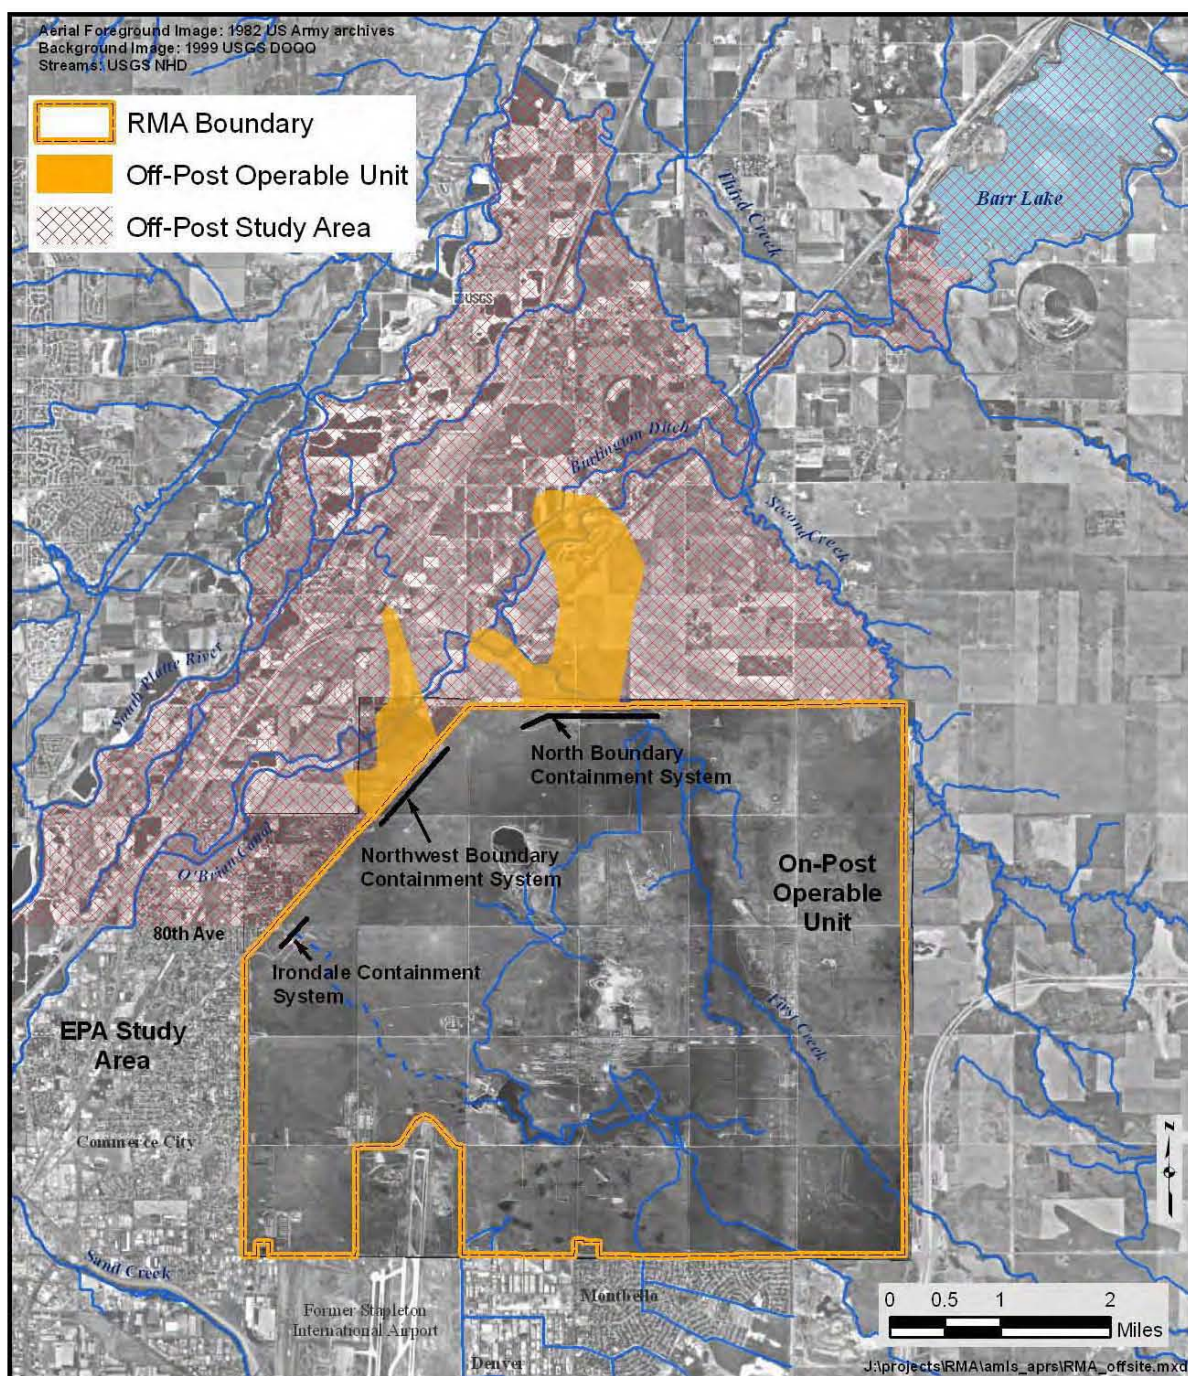 Aerial Foreground Image: 1982 US Army archives
Background Image: 1999 USGS DOQQ
Streams: USGS NHD
RMA Boundary
Off-Post Operable Unit
Off-Post Study Area
Third Creek
Barr Lake
USGS
Burlington Ditch
Second Creek
South Platte River
North Boundary
Containment System
O'Brian Canal
Northwest Boundary
Containment System
On-Post
Operable
Unit
80th Ave
Irondale Containment
System
First Creek
EPA Study
Area
Commerce City
N
Sand Creek
Former Stapleton
International Airport
Montbello
Denver
0 0.5 1 2
Miles
J:\projects\RMA\amls_aprs\RMA_offsite.mxd